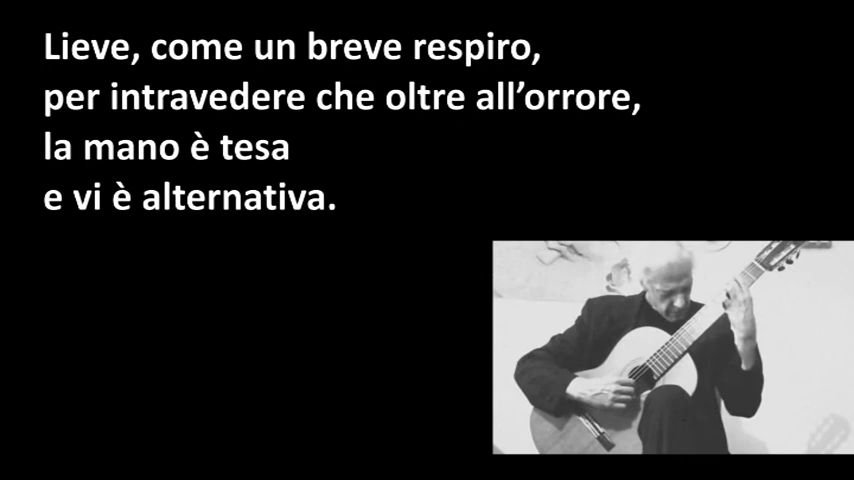 Lieve, come un breve respiro,
per intravedere che oltre all’orrore,
la mano è tesa
e vi è alternativa.